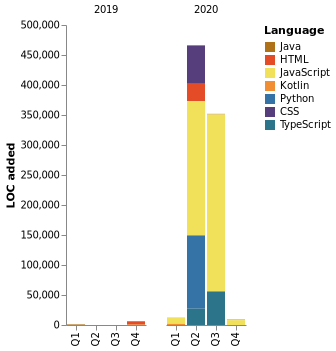 2019
2020
Language
Java
HTML
JavaScript
Kotlin
Python
CSS
TypeScript
LOC added
500,000
450,000
400,000
350,000
300,000
250,000
200,000
150,000
100,000
50,000
0
Q1 Q2 Q3 Q4 Q1 Q2 Q3 Q4